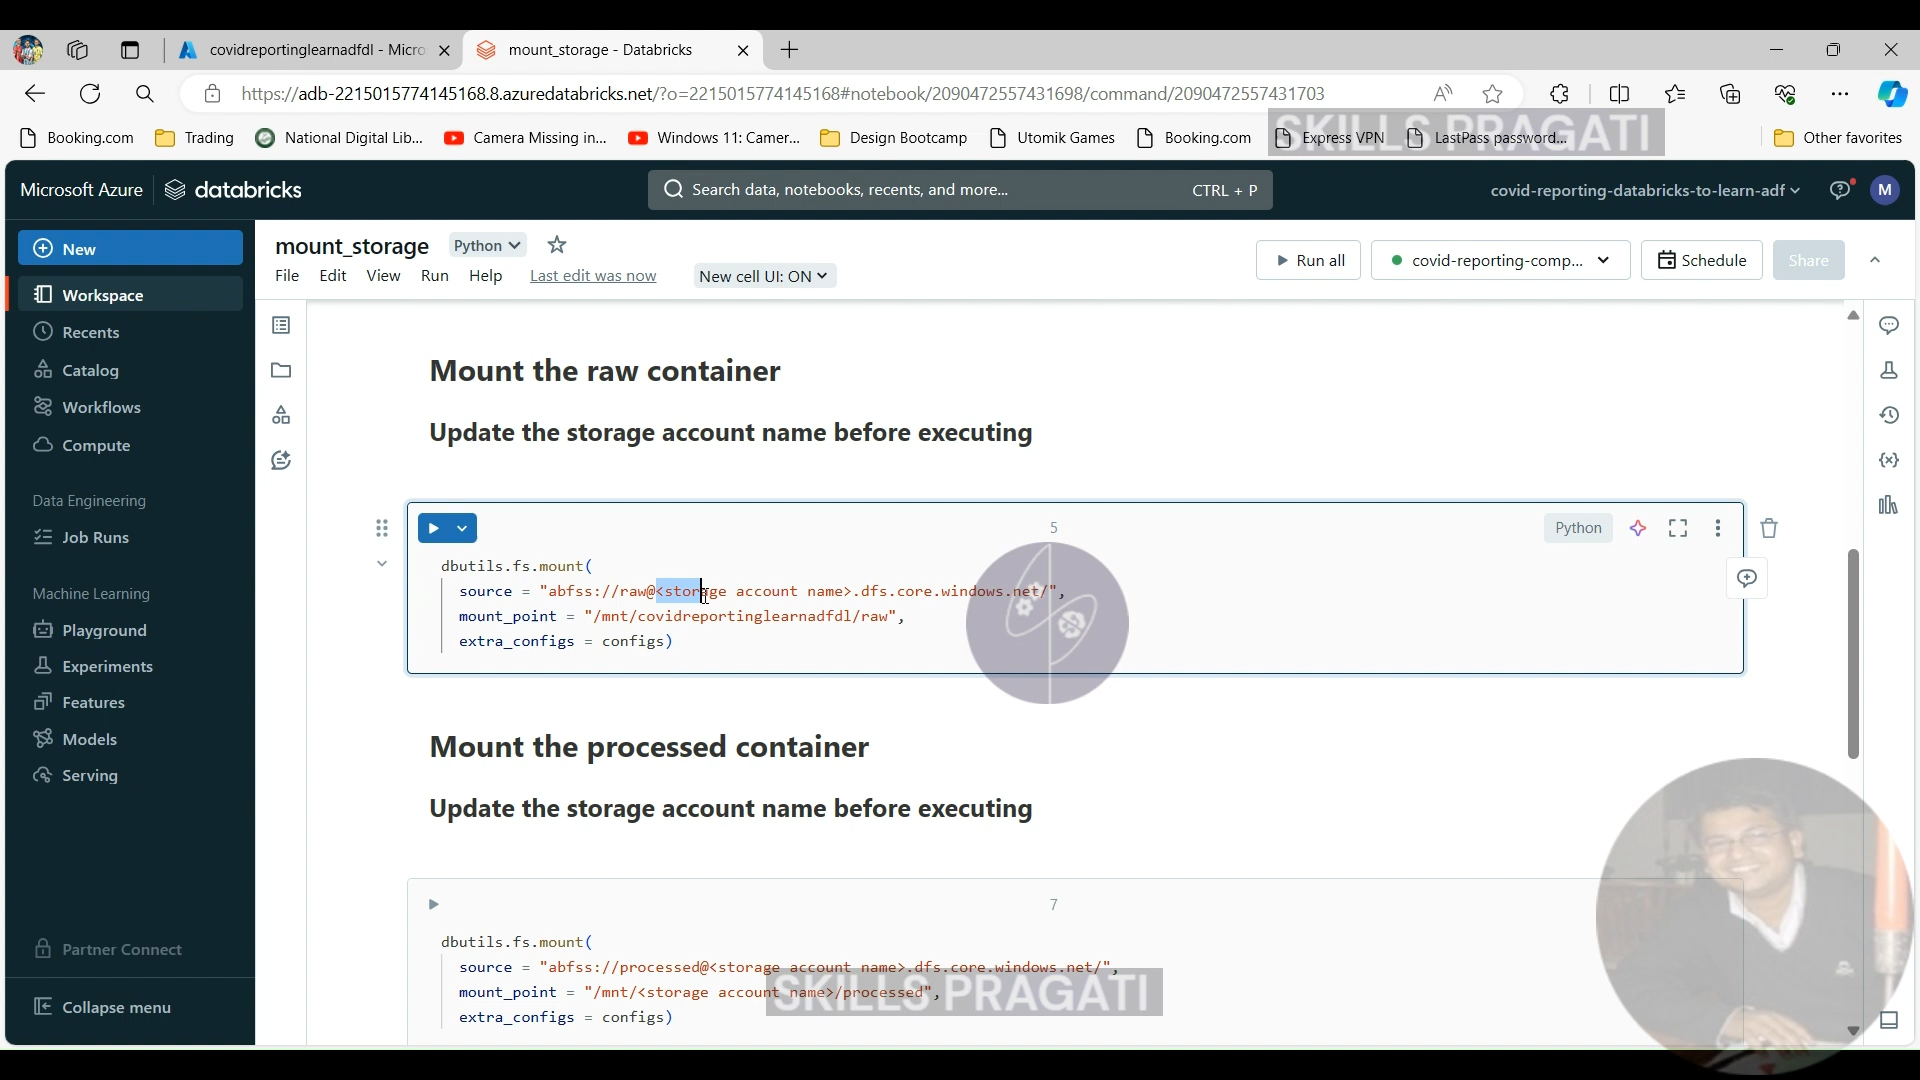 covidreportinglearnadfdl - Micro
mount_storage - Databricks
https://adb-2215015774145168.8.azuredatabricks.net/?o=2215015774145168#notebook/2090472557431698/command/2090472557431703
Booking.com
Trading
National Digital Lib...
Camera Missing in...
Windows 11: Camer...
Design Bootcamp
Utomik Games
Booking.com
Express VPN
LastPass password...
Other favorites
SKILLS PRAGATI
Microsoft Azure
databricks
Search data, notebooks, recents, and more...
CTRL + P
covid-reporting-databricks-to-learn-adf
M
New
Workspace
Recents
Catalog
Workflows
Compute
Data Engineering
Job Runs
Machine Learning
Playground
Experiments
Features
Models
Serving
Partner Connect
Collapse menu
mount_storage
Python
File Edit View Run Help Last edit was now New cell UI: ON
Run all
covid-reporting-comp...
Schedule
Share
Mount the raw container
Update the storage account name before executing
5
Python
dbutils.fs.mount(
source = "abfss://raw@<storage account name>.dfs.core.windows.net/",
mount_point = "/mnt/covidreportinglearnadfdl/raw",
extra_configs = configs)
Mount the processed container
Update the storage account name before executing
7
dbutils.fs.mount(
source = "abfss://processed@<storage account name>.dfs.core.windows.net/",
mount_point = "/mnt/<storage account name>/processed",
extra_configs = configs)
SKILLS PRAGATI